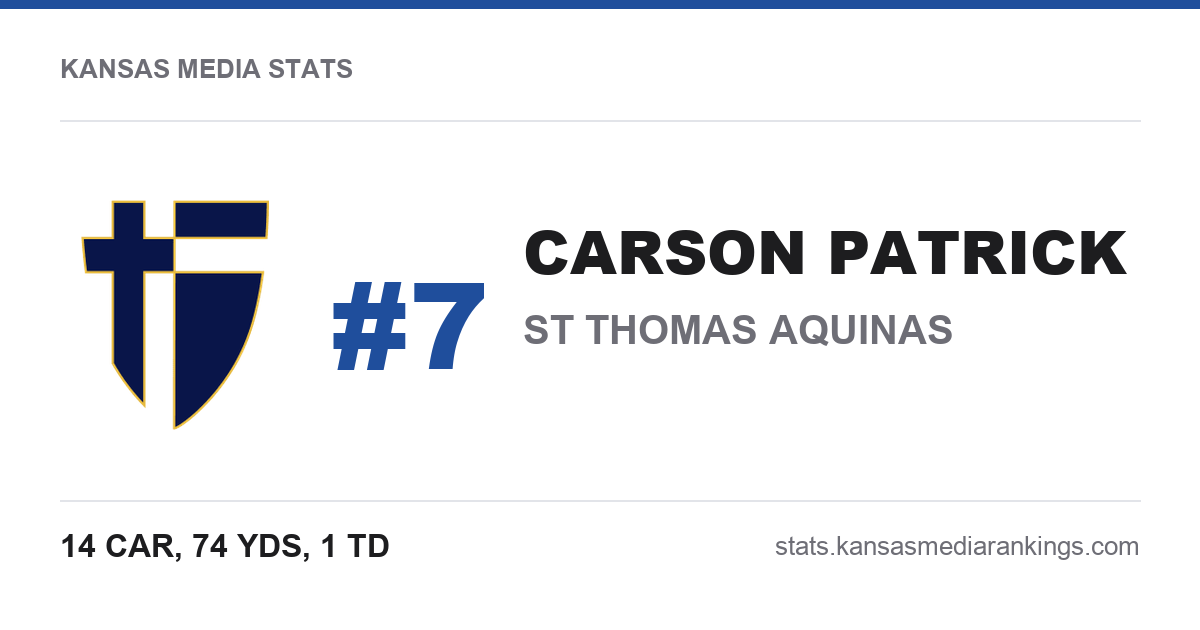 KANSAS MEDIA STATS
#7
CARSON PATRICK
ST THOMAS AQUINAS
14 CAR, 74 YDS, 1 TD
stats.kansasmediarankings.com